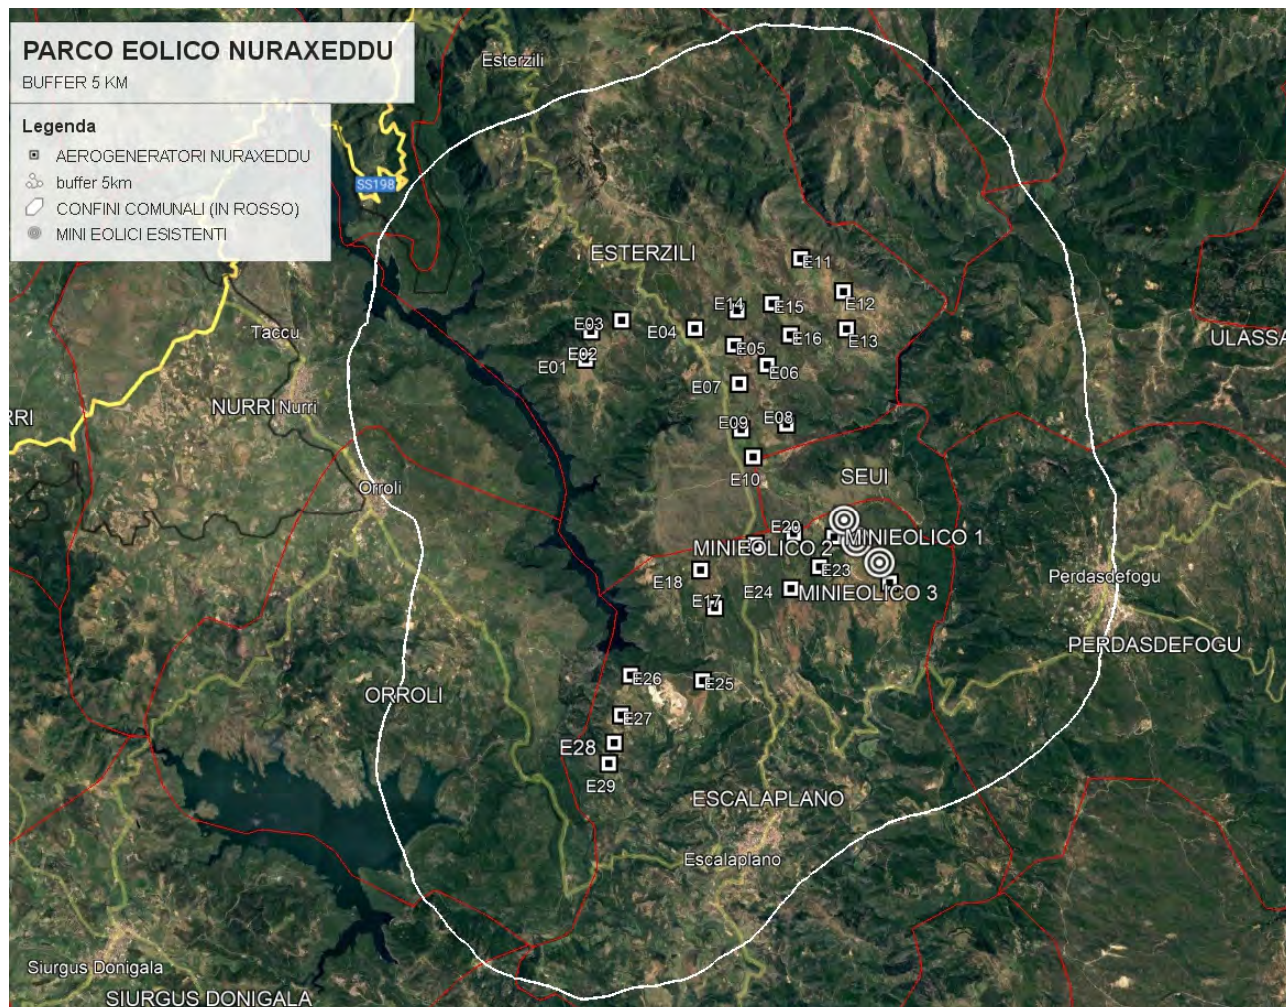 PARCO EOLICO NURAXEDDU
BUFFER 5 KM
Legenda
AEROGENERATORI NURAXEDDU
buffer 5km
CONFINI COMUNALI (IN ROSSO)
MINI EOLICI ESISTENTI
Esterzili
SS198
ESTERZILI
E11
E12
E14
E15
E03
E04
E16
E13
Taccu
ULASSA
E02
E05
E01
E06
E07
NURRI
Nurri
RRI
E09
E08
E10
SEUI
Orroli
E20
MINIEOLICO 1
MINIEOLICO 2
E18
E23
Perdasdefogu
E24
MINIEOLICO 3
E17
PERDASDEFOGU
E26
E25
ORROLI
E27
E28
E29
ESCALAPLANO
Escalaplano
Siurgus Donigala
SIURGUS DONIGALA